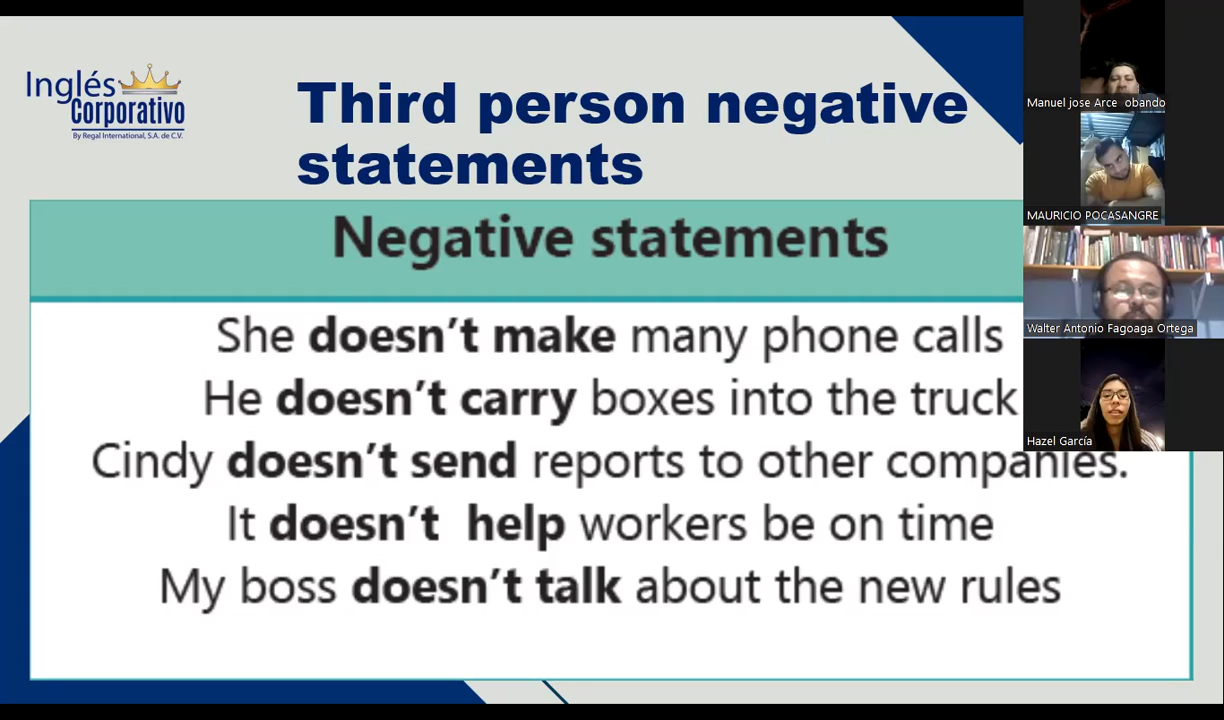 Inglés
Corporativo
By Regal International, S.A. de C.V.
Third person negative
statements
Negative statements
She doesn't make many phone calls
He doesn't carry boxes into the truck
Cindy doesn't send reports to other companies.
It doesn't  help workers be on time
My boss doesn't talk about the new rules
Manuel jose Arce  obando
MAURICIO POCASANGRE
Walter Antonio Fagoaga Ortega
Hazel García